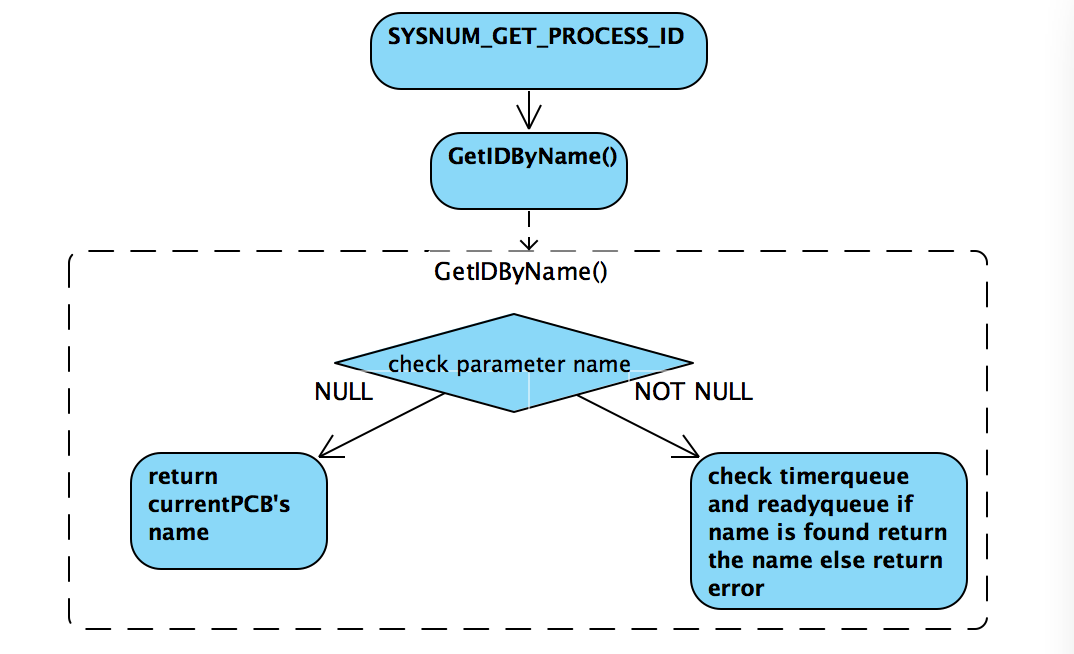 SYSNUM_GET_PROCESS_ID
GetIDByName()
GetIDByName()
check parameter name
NULL
NOT NULL
return
currentPCB's
name
check timerqueue
and readyqueue if
name is found return
the name else return
error